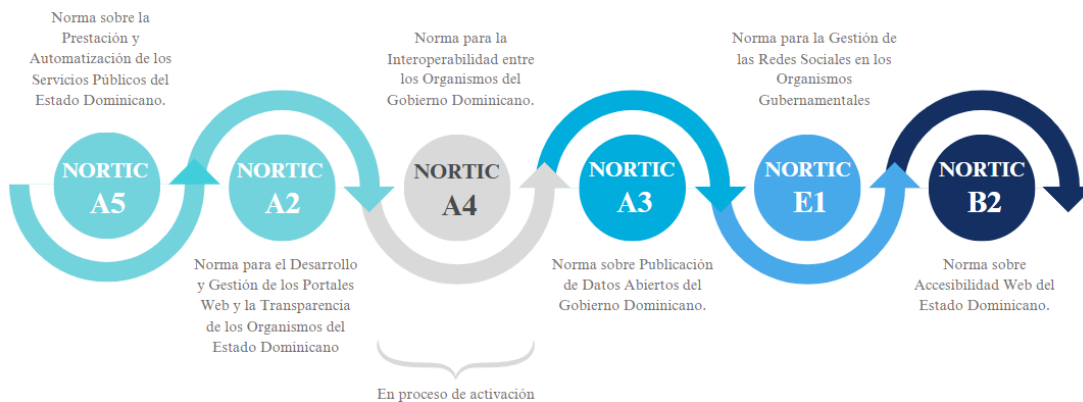 Norma sobre la
Prestación y
Automatización de los
Servicios Públicos del
Estado Dominicano.
NORTIC
A5
NORTIC
A2
Norma para el Desarrollo
y Gestión de los Portales
Web y la Transparencia
de los Organismos del
Estado Dominicano
Norma para la
Interoperabilidad entre
los Organismos del
Gobierno Dominicano.
NORTIC
A4
En proceso de activación
NORTIC
A3
Norma sobre Publicación
de Datos Abiertos del
Gobierno Dominicano.
Norma para la Gestión de
las Redes Sociales en los
Organismos
Gubernamentales
NORTIC
E1
NORTIC
B2
Norma sobre
Accesibilidad Web del
Estado Dominicano.